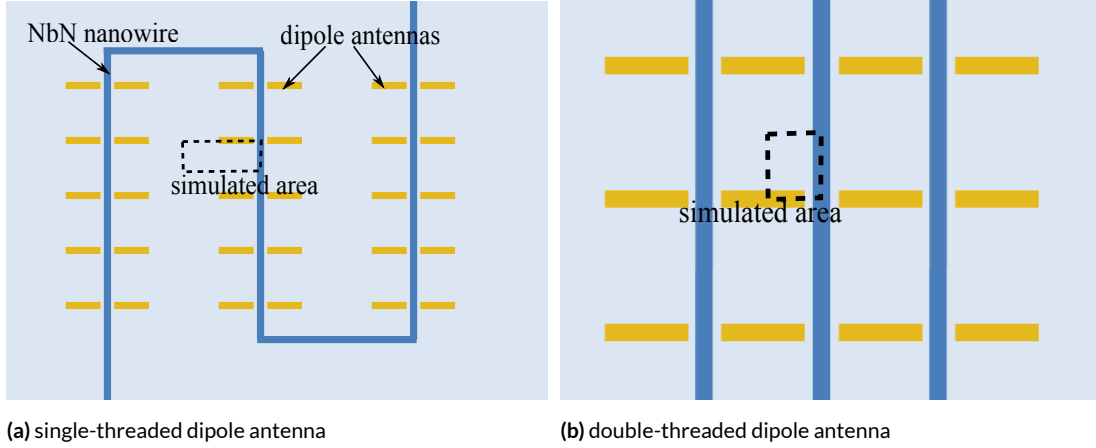 NbN nanowire
dipole antennas
simulated area
simulated area
(a) single-threaded dipole antenna
(b) double-threaded dipole antenna